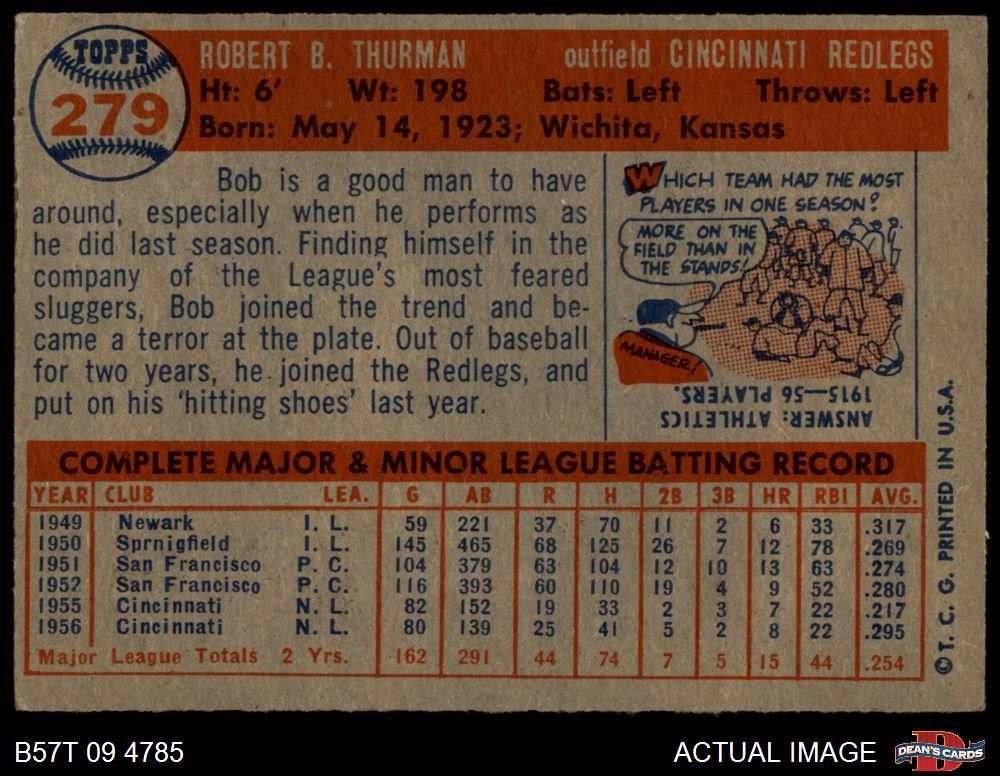 TOPPS
279
ROBERT B. THURMAN outfield CINCINNATI REDLEGS
Ht: 6' Wt: 198 Bats: Left Throws: Left
Born: May 14, 1923; Wichita, Kansas
Bob is a good man to have
around, especially when he performs as
he did last season. Finding himself in the
company of the League's most feared
sluggers, Bob joined the trend and be-
came a terror at the plate. Out of baseball
for two years, he joined the Redlegs, and
put on his 'hitting shoes' last year.
WHICH TEAM HAD THE MOST
PLAYERS IN ONE SEASON?
MORE ON THE
FIELD THAN IN
THE STANDS!
MANAGER!
ANSWER: ATHLETICS
1915—56 PLAYERS.
COMPLETE MAJOR & MINOR LEAGUE BATTING RECORD
YEAR CLUB LEA. G AB R H 2B 3B HR RBI AVG.
1949 Newark I. L. 59 221 37 70 11 2 6 33 .317
1950 Sprnigfield I. L. 145 465 68 125 26 7 12 78 .269
1951 San Francisco P. C. 104 379 63 104 12 10 13 63 .274
1952 San Francisco P. C. 116 393 60 110 19 4 9 52 .280
1955 Cincinnati N. L. 82 152 19 33 2 3 7 22 .217
1956 Cincinnati N. L. 80 139 25 41 5 2 8 22 .295
Major League Totals 2 Yrs. 162 291 44 74 7 5 15 44 .254
© T. C. G. PRINTED IN U.S.A.
B57T 09 4785
ACTUAL IMAGE
D
DEAN'S CARDS